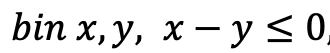 bin x, y, x − y ≤ 0,